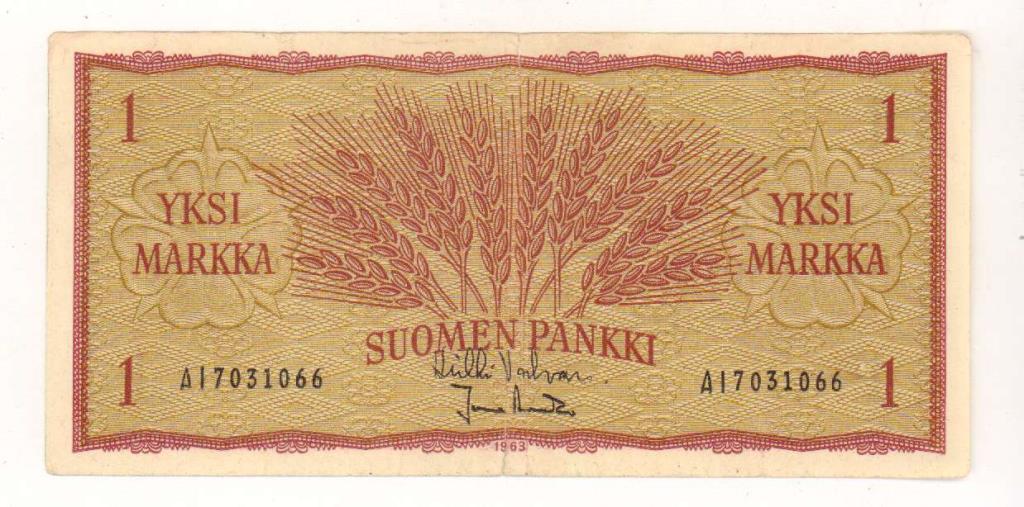 1 1
YKSI MARKKA
YKSI MARKKA
SUOMEN PANKKI
1 A17031066 A17031066 1
1963